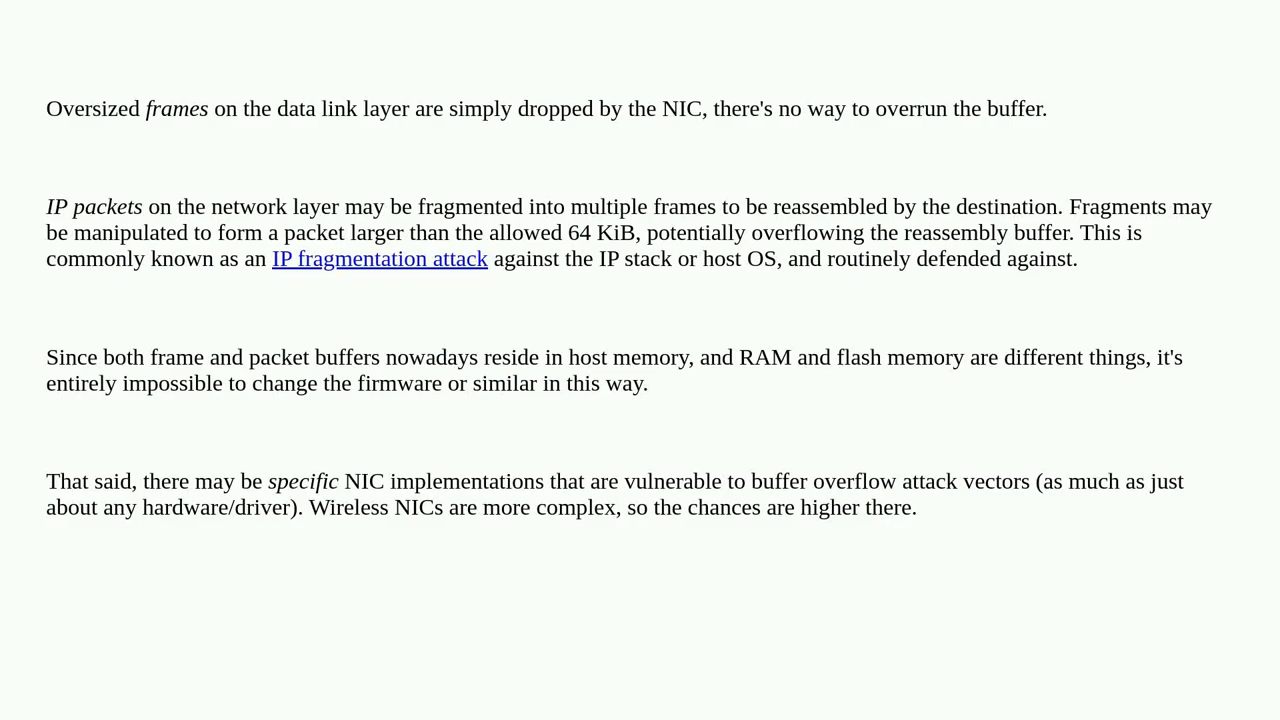 Oversized frames on the data link layer are simply dropped by the NIC, there's no way to overrun the buffer.
IP packets on the network layer may be fragmented into multiple frames to be reassembled by the destination. Fragments may
be manipulated to form a packet larger than the allowed 64 KiB, potentially overflowing the reassembly buffer. This is
commonly known as an IP fragmentation attack against the IP stack or host OS, and routinely defended against.
Since both frame and packet buffers nowadays reside in host memory, and RAM and flash memory are different things, it's
entirely impossible to change the firmware or similar in this way.
That said, there may be specific NIC implementations that are vulnerable to buffer overflow attack vectors (as much as just
about any hardware/driver). Wireless NICs are more complex, so the chances are higher there.